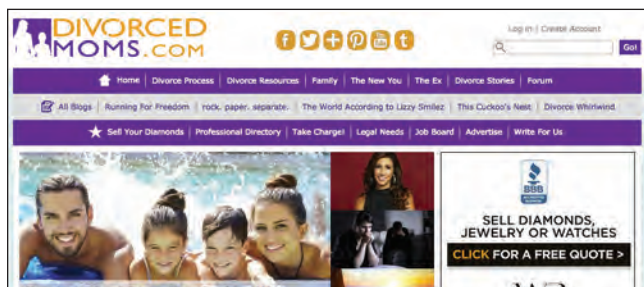 DIVORCED
MOMS.COM
Log in | Create Account
Go!
Home | Divorce Process | Divorce Resources | Family | The New You | The Ex | Divorce Stories | Forum
All Blogs | Running For Freedom | rock. paper. separate. | The World According to Lizzy Smilez | This Cuckoo's Nest | Divorce Whirlwind
Sell Your Diamonds | Professional Directory | Take Charge! | Legal Needs | Job Board | Advertise | Write For Us
BBB
SELL DIAMONDS,
JEWELRY OR WATCHES
CLICK FOR A FREE QUOTE >